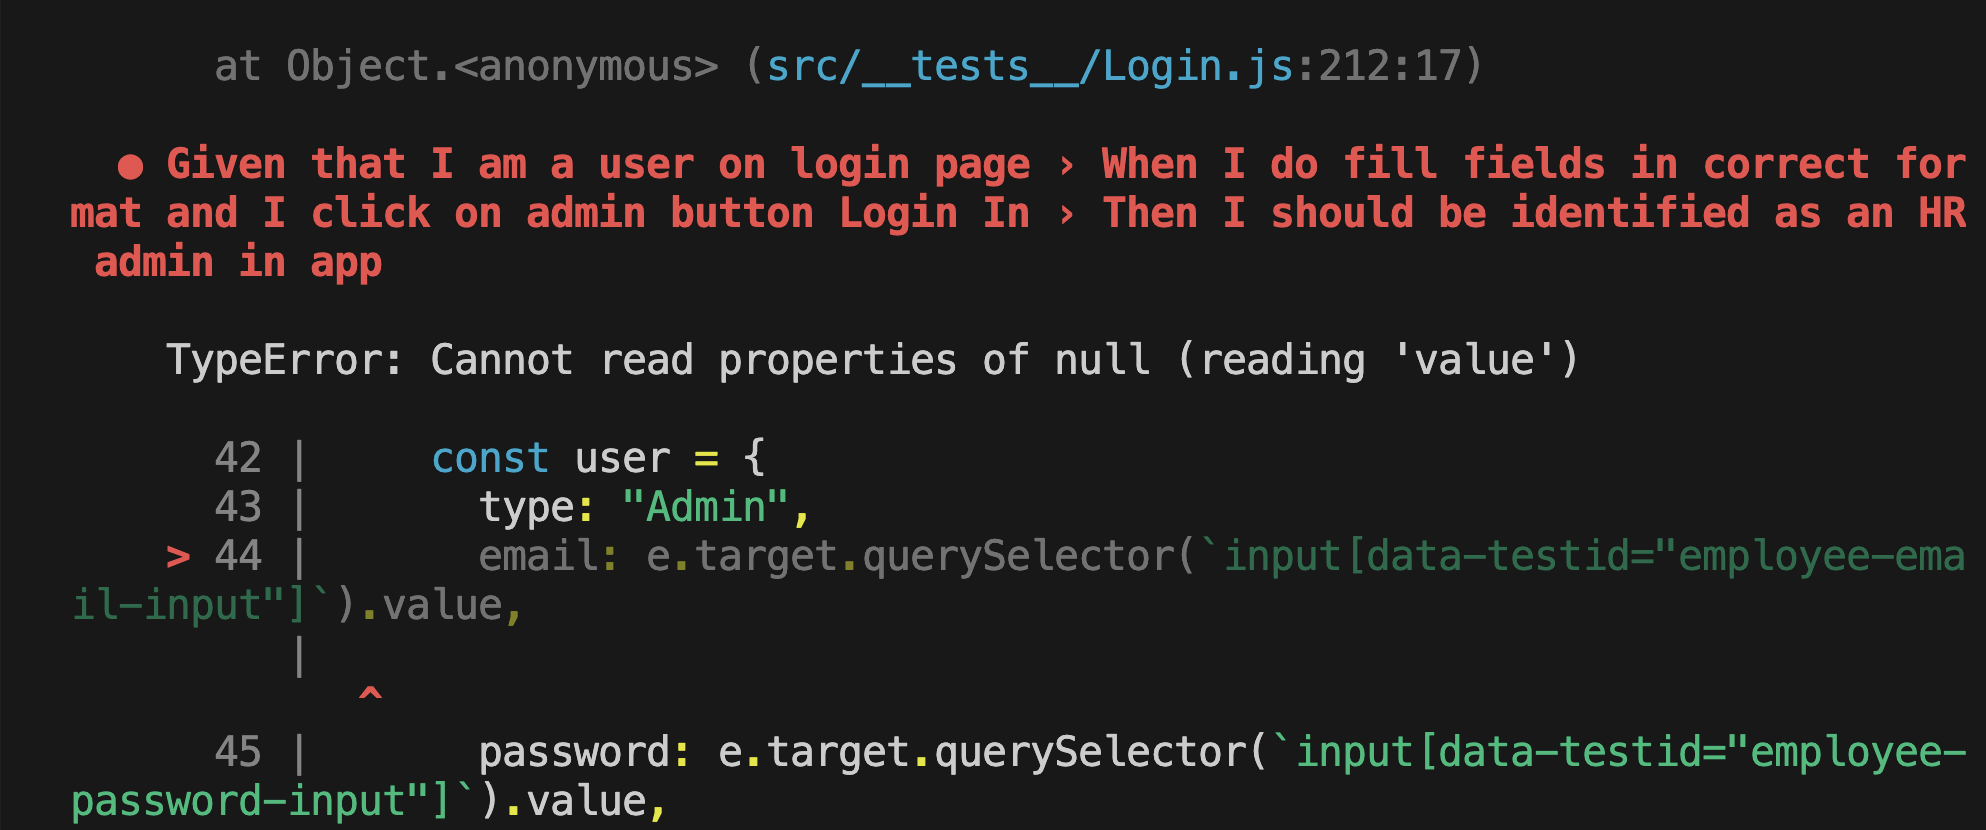 at Object.<anonymous> (src/__tests__/Login.js:212:17)
● Given that I am a user on login page › When I do fill fields in correct for
mat and I click on admin button Login In › Then I should be identified as an HR
admin in app
TypeError: Cannot read properties of null (reading 'value')
42 |     const user = {
43 |       type: "Admin",
> 44 |       email: e.target.querySelector(`input[data-testid="employee-ema
il-input"]`).value,
|
^
45 |       password: e.target.querySelector(`input[data-testid="employee-
password-input"]`).value,